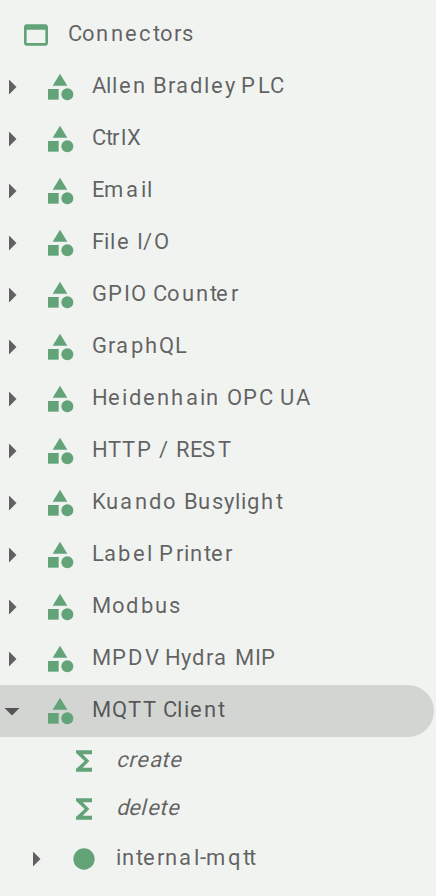 Connectors
Allen Bradley PLC
CtrlX
Email
File I/O
GPIO Counter
GraphQL
Heidenhain OPC UA
HTTP / REST
Kuando Busylight
Label Printer
Modbus
MPDV Hydra MIP
MQTT Client
create
delete
internal-mqtt